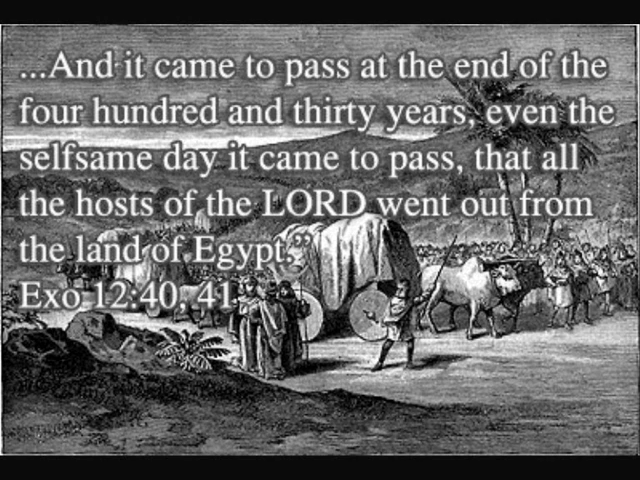 ...And it came to pass at the end of the
four hundred and thirty years, even the
selfsame day it came to pass, that all
the hosts of the LORD went out from
the land of Egypt.”
Exo 12:40, 41